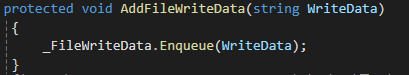 protected void AddFileWriteData(string WriteData)
{
_FileWriteData.Enqueue(WriteData);
}